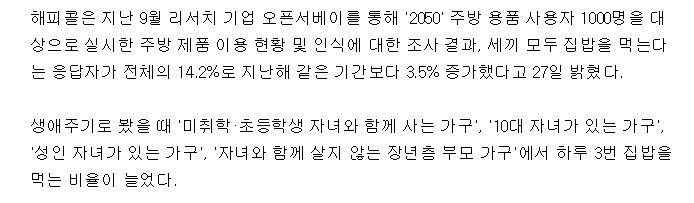 해피콜은 지난 9월 리서치 기업 오픈서베이를 통해 '2050' 주방 용품 사용자 1000명을 대
상으로 실시한 주방 제품 이용 현황 및 인식에 대한 조사 결과, 세끼 모두 집밥을 먹는다
는 응답자가 전체의 14.2%로 지난해 같은 기간보다 3.5% 증가했다고 27일 밝혔다.
생애주기로 봤을 때 '미취학·초등학생 자녀와 함께 사는 가구', '10대 자녀가 있는 가구',
'성인 자녀가 있는 가구', '자녀와 함께 살지 않는 장년층 부모 가구'에서 하루 3번 집밥을
먹는 비율이 늘었다.